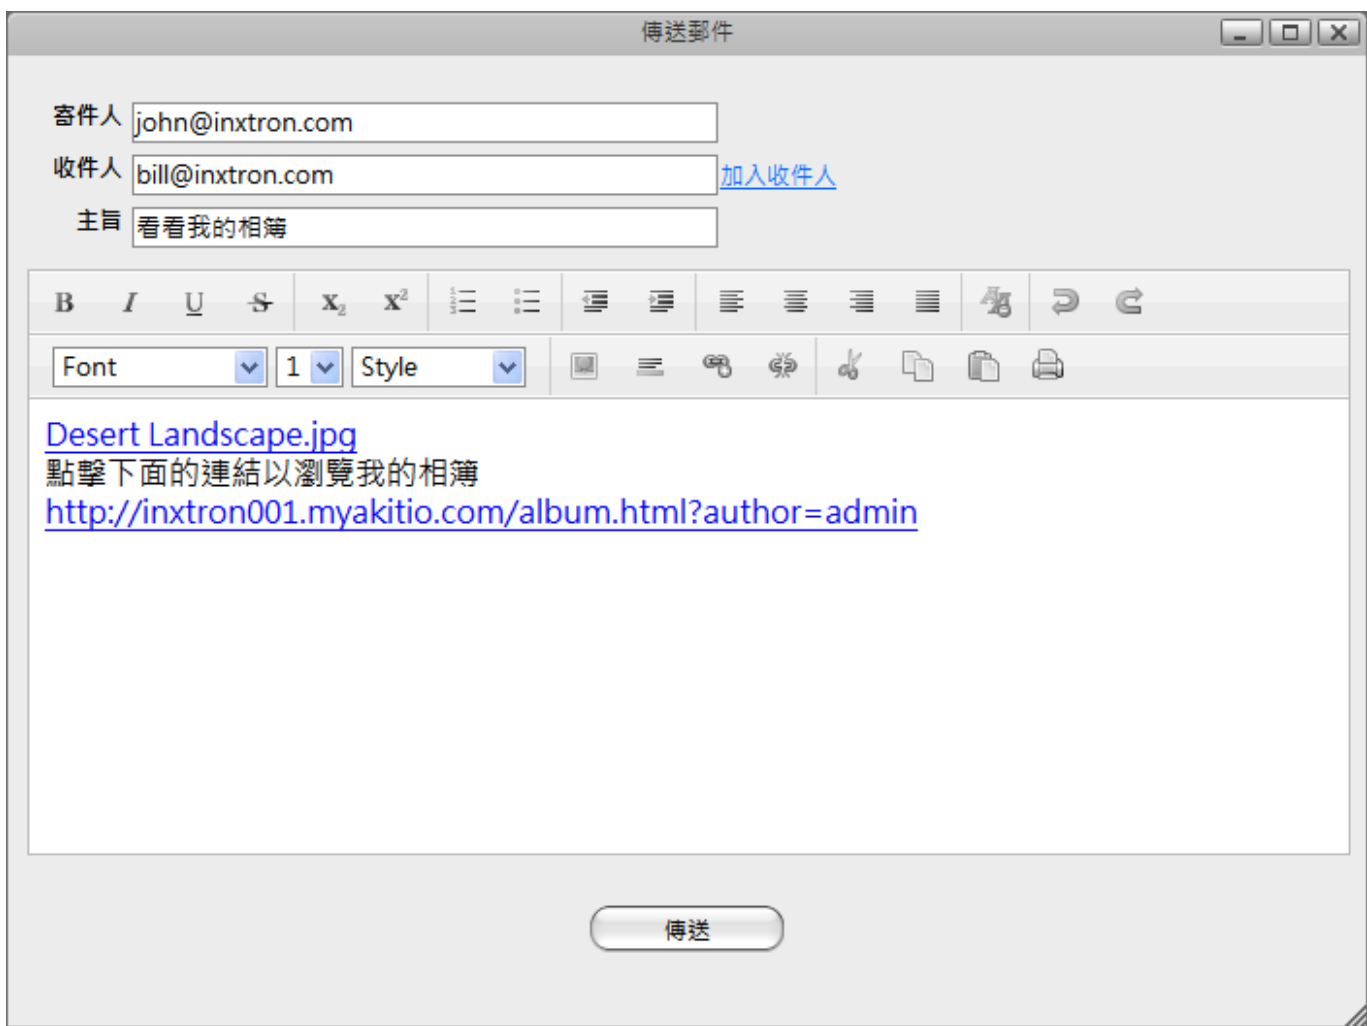 傳送郵件
寄件人 john@inxtron.com
收件人 bill@inxtron.com 加入收件人
主旨 看看我的相簿
B I U S X₂ X²
Font 1 Style
Desert Landscape.jpg
點擊下面的連結以瀏覽我的相簿
http://inxtron001.myakitio.com/album.html?author=admin
傳送